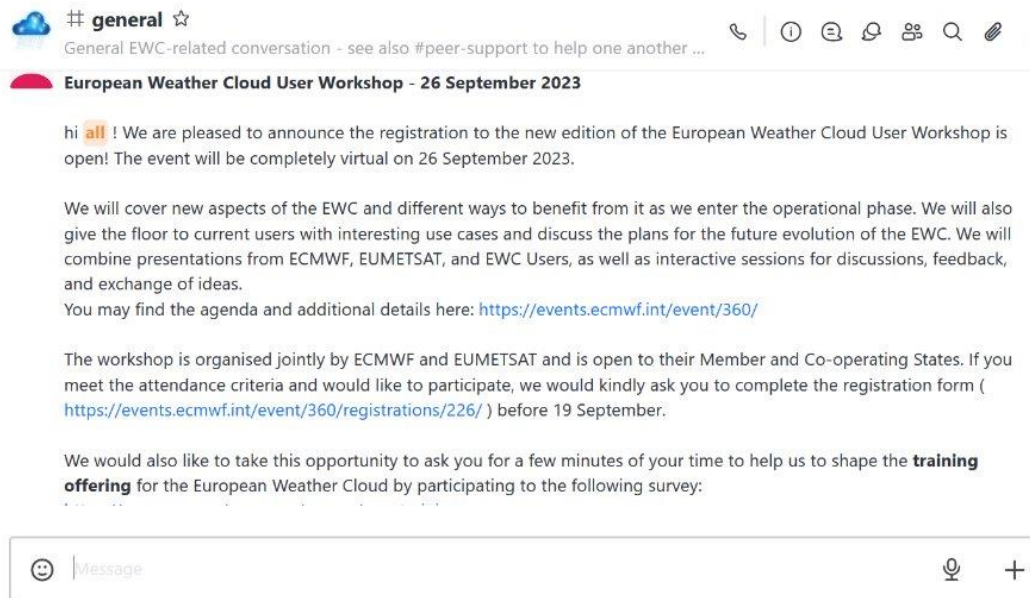 # general ☆
General EWC-related conversation - see also #peer-support to help one another ...
European Weather Cloud User Workshop - 26 September 2023
hi all ! We are pleased to announce the registration to the new edition of the European Weather Cloud User Workshop is
open! The event will be completely virtual on 26 September 2023.
We will cover new aspects of the EWC and different ways to benefit from it as we enter the operational phase. We will also
give the floor to current users with interesting use cases and discuss the plans for the future evolution of the EWC. We will
combine presentations from ECMWF, EUMETSAT, and EWC Users, as well as interactive sessions for discussions, feedback,
and exchange of ideas.
You may find the agenda and additional details here: https://events.ecmwf.int/event/360/
The workshop is organised jointly by ECMWF and EUMETSAT and is open to their Member and Co-operating States. If you
meet the attendance criteria and would like to participate, we would kindly ask you to complete the registration form (
https://events.ecmwf.int/event/360/registrations/226/ ) before 19 September.
We would also like to take this opportunity to ask you for a few minutes of your time to help us to shape the training
offering for the European Weather Cloud by participating to the following survey:
Message